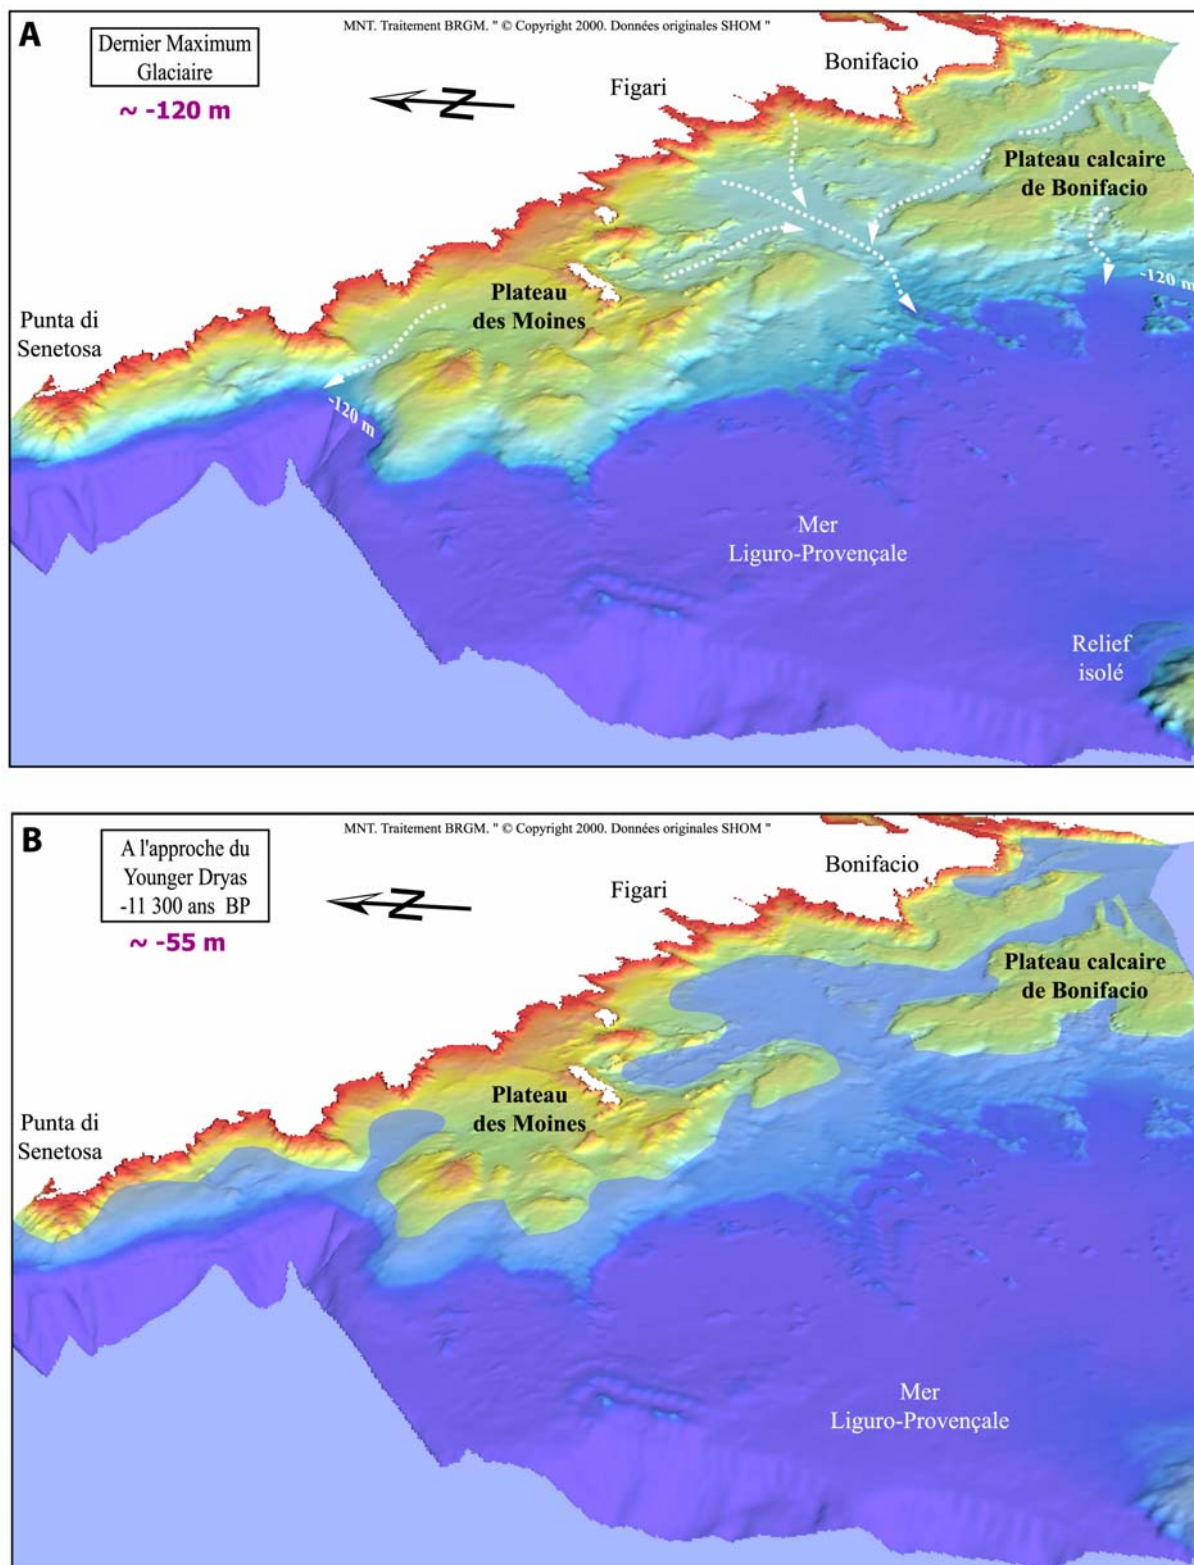 A
MNT. Traitement BRGM. " © Copyright 2000. Données originales SHOM "
Dernier Maximum
Glaciaire
~ -120 m
N
Bonifacio
Figari
Plateau calcaire
de Bonifacio
-120 m
Plateau
des Moines
Punta di
Senetosa
-120 m
Mer
Liguro-Provençale
Relief
isolé
B
MNT. Traitement BRGM. " © Copyright 2000. Données originales SHOM "
A l'approche du
Younger Dryas
-11 300 ans BP
~ -55 m
N
Bonifacio
Figari
Plateau calcaire
de Bonifacio
Plateau
des Moines
Punta di
Senetosa
Mer
Liguro-Provençale